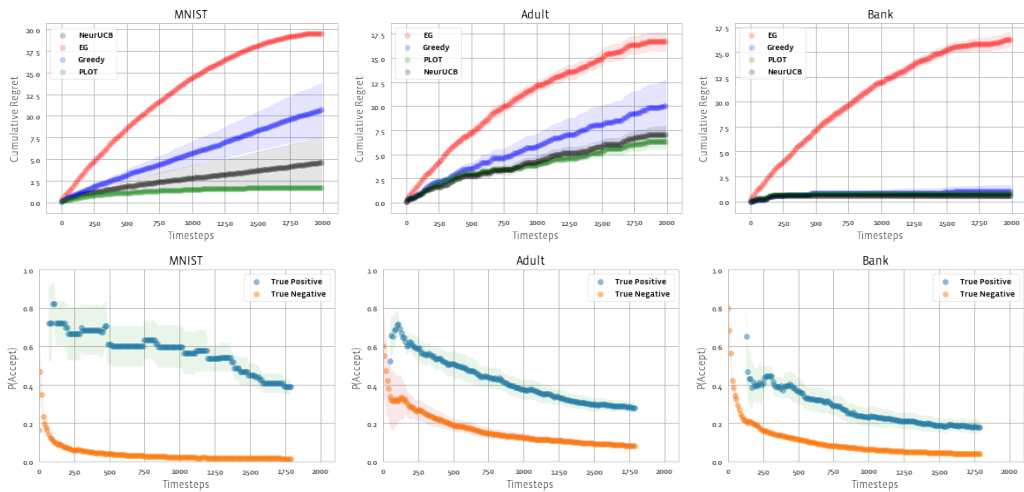 MNIST
Cumulative Regret
20.0
17.5
15.0
12.5
10.0
7.5
5.0
2.5
0.0
NeurUCB
EG
Greedy
PLOT
0 250 500 750 1000 1250 1500 1750 2000
Timesteps
Adult
Cumulative Regret
17.5
15.0
12.5
10.0
7.5
5.0
2.5
0.0
EG
Greedy
PLOT
NeurUCB
0 250 500 750 1000 1250 1500 1750 2000
Timesteps
Bank
Cumulative Regret
17.5
15.0
12.5
10.0
7.5
5.0
2.5
0.0
EG
Greedy
PLOT
NeurUCB
0 250 500 750 1000 1250 1500 1750 2000
Timesteps
MNIST
P(Accept)
1.0
0.8
0.6
0.4
0.2
0.0
True Positive
True Negative
0 250 500 750 1000 1250 1500 1750 2000
Timesteps
Adult
P(Accept)
1.0
0.8
0.6
0.4
0.2
0.0
True Positive
True Negative
0 250 500 750 1000 1250 1500 1750 2000
Timesteps
Bank
P(Accept)
1.0
0.8
0.6
0.4
0.2
0.0
True Positive
True Negative
0 250 500 750 1000 1250 1500 1750 2000
Timesteps